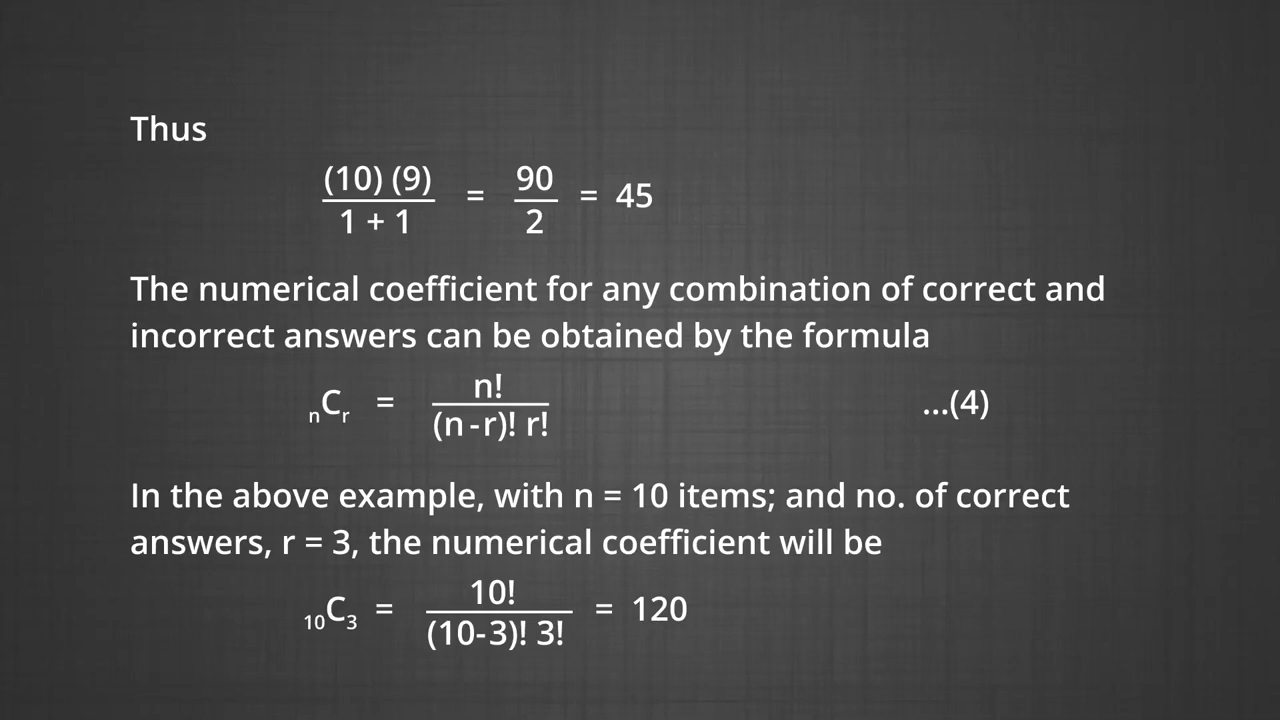 Thus
(10) (9) / 1 + 1 = 90 / 2 = 45
The numerical coefficient for any combination of correct and
incorrect answers can be obtained by the formula
nCr = n! / (n - r)! r! ...(4)
In the above example, with n = 10 items; and no. of correct
answers, r = 3, the numerical coefficient will be
10C3 = 10! / (10-3)! 3! = 120